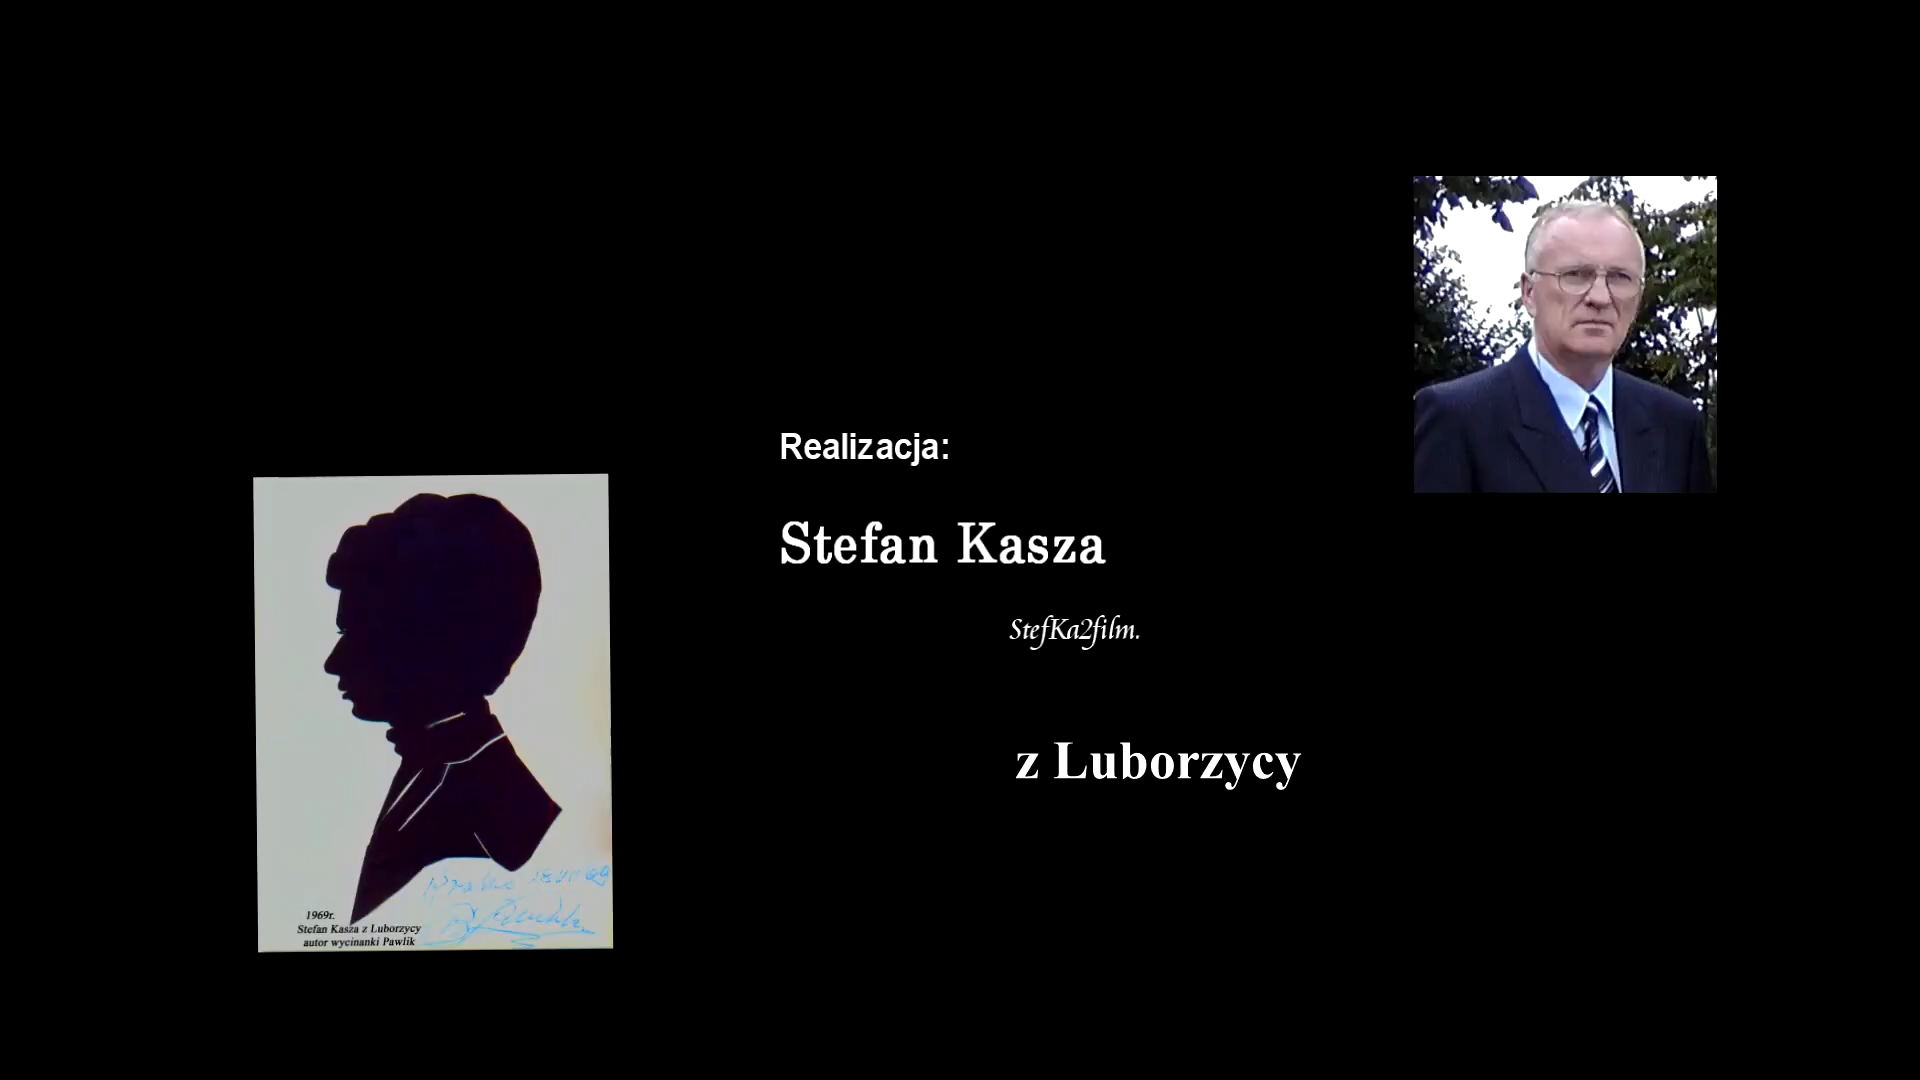 Realizacja:
Stefan Kasza
StefKa2film.
z Luborzycy
1969r.
Stefan Kasza z Luborzycy
autor wycinanki Pawlik